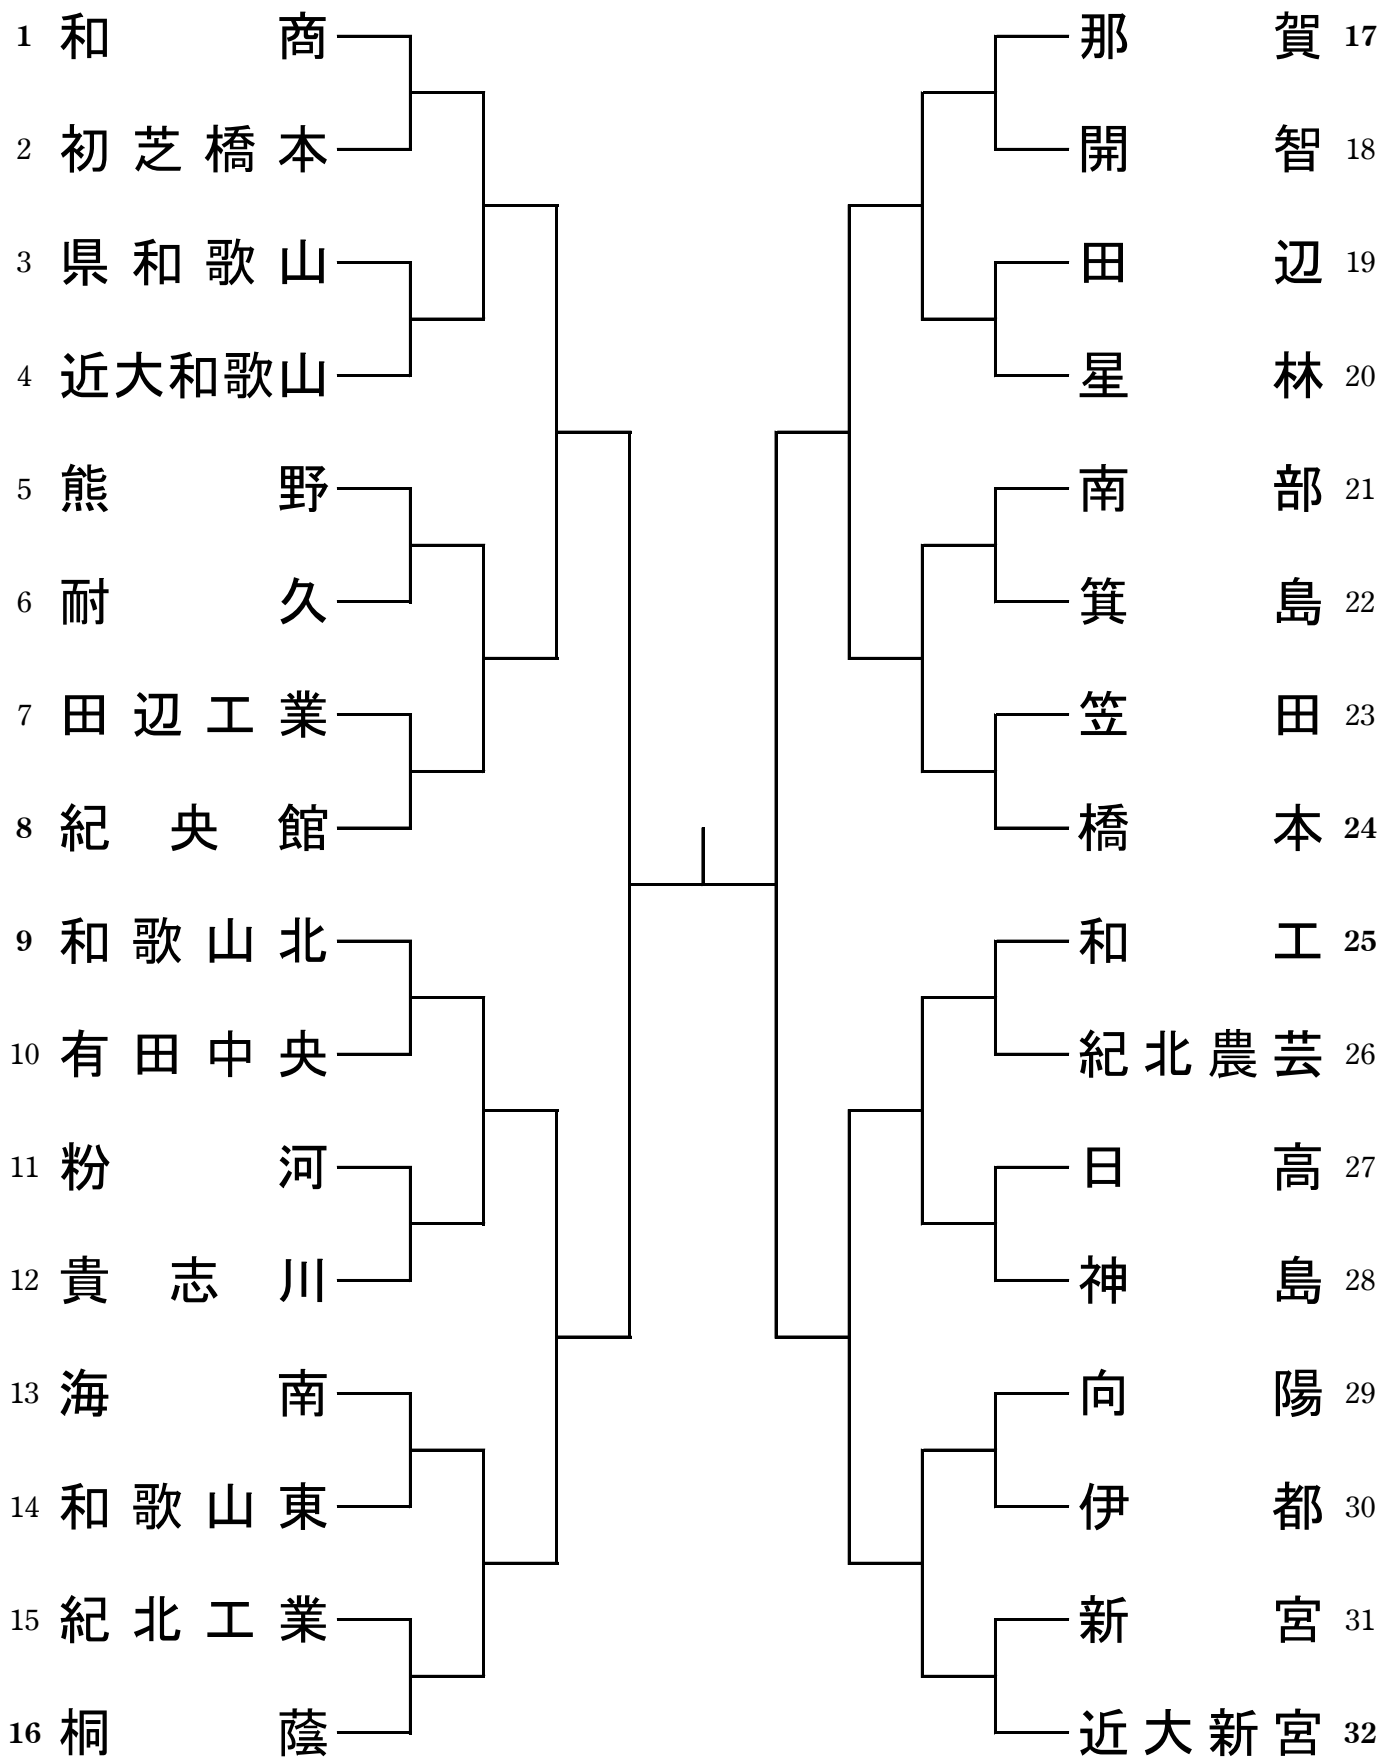 1 和商
2 初芝橋本
3 県和歌山
4 近大和歌山
5 熊野
6 耐久
7 田辺工業
8 紀央館
9 和歌山北
10 有田中央
11 粉河
12 貴志川
13 海南
14 和歌山東
15 紀北工業
16 桐蔭
那賀 17
開智 18
田辺 19
星林 20
南部 21
箕島 22
笠田 23
橋本 24
和工 25
紀北農芸 26
日高 27
神島 28
向陽 29
伊都 30
新宮 31
近大新宮 32